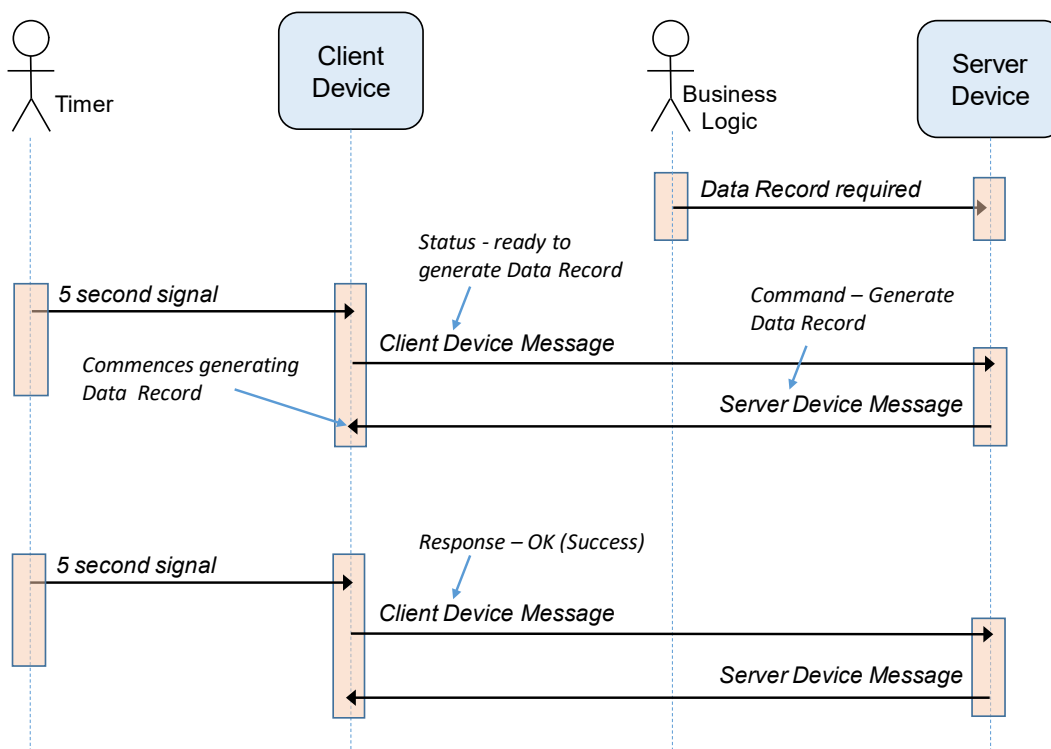 Timer
Client
Device
Business
Logic
Server
Device
Data Record required
Status - ready to
generate Data Record
5 second signal
Command – Generate
Data Record
Client Device Message
Commences generating
Data Record
Server Device Message
Response – OK (Success)
5 second signal
Client Device Message
Server Device Message